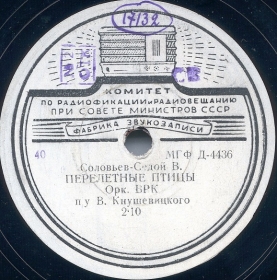 17132
КОМИТЕТ
ПО РАДИОФИКАЦИИ и РАДИОВЕЩАНИЮ
ПРИ СОВЕТЕ МИНИСТРОВ СССР
ФАБРИКА ЗВУКОЗАПИСИ
40
МГФ Д-4436
Соловьев-Седой В.
ПЕРЕЛЕТНЫЕ ПТИЦЫ
Орк. ВРК
п/у В. Кнушевицкого
2-10